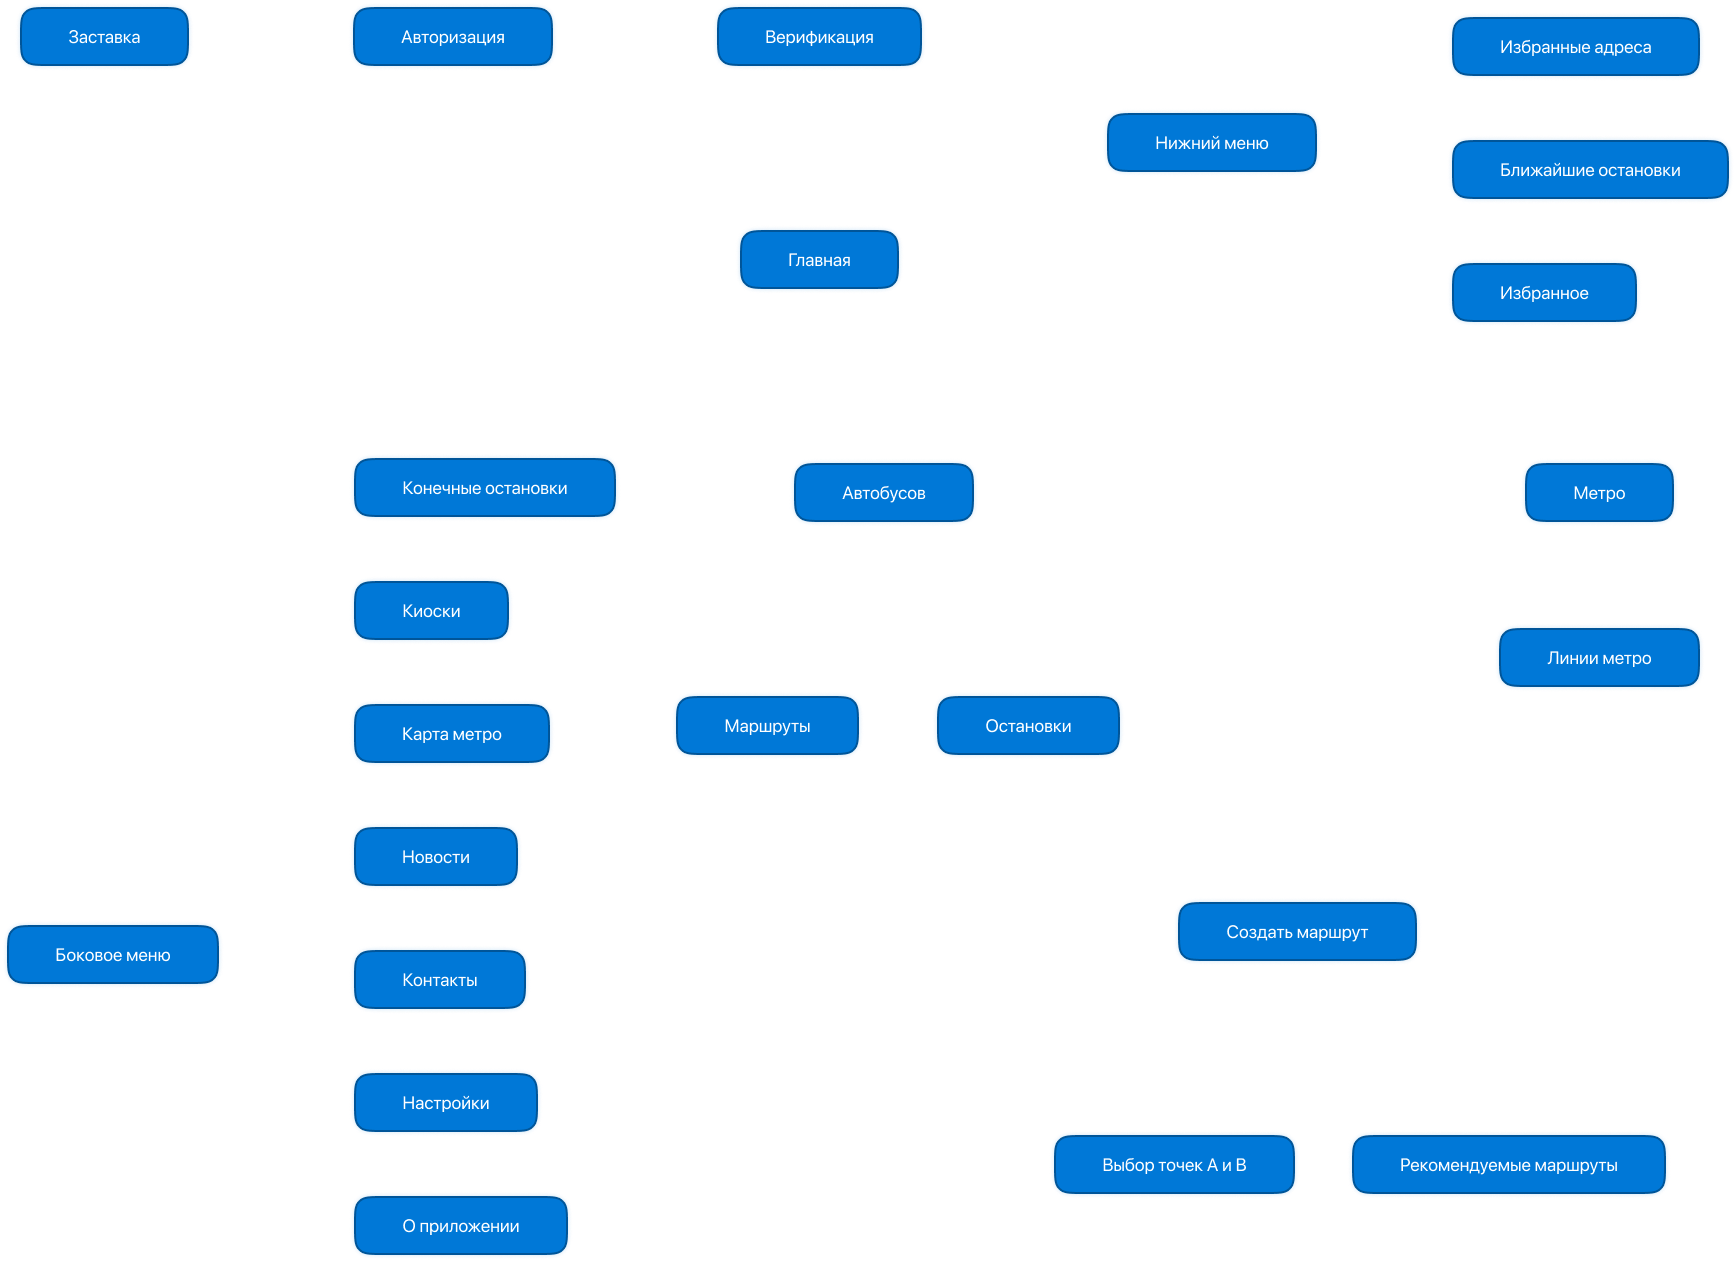 Заставка
Авторизация
Верификация
Избранные адреса
Нижний меню
Ближайшие остановки
Главная
Избранное
Конечные остановки
Автобусов
Метро
Киоски
Линии метро
Маршруты
Остановки
Карта метро
Новости
Создать маршрут
Боковое меню
Контакты
Настройки
Выбор точек А и В
Рекомендуемые маршруты
О приложении